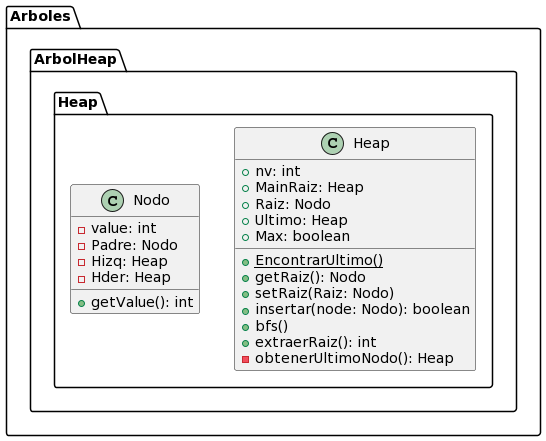 Arboles
ArbolHeap
Heap
C Nodo
value: int
Padre: Nodo
Hizq: Heap
Hder: Heap
getValue(): int
C Heap
nv: int
MainRaiz: Heap
Raiz: Nodo
Ultimo: Heap
Max: boolean
EncontrarUltimo()
getRaiz(): Nodo
setRaiz(Raiz: Nodo)
insertar(node: Nodo): boolean
bfs()
extraerRaiz(): int
obtenerUltimoNodo(): Heap